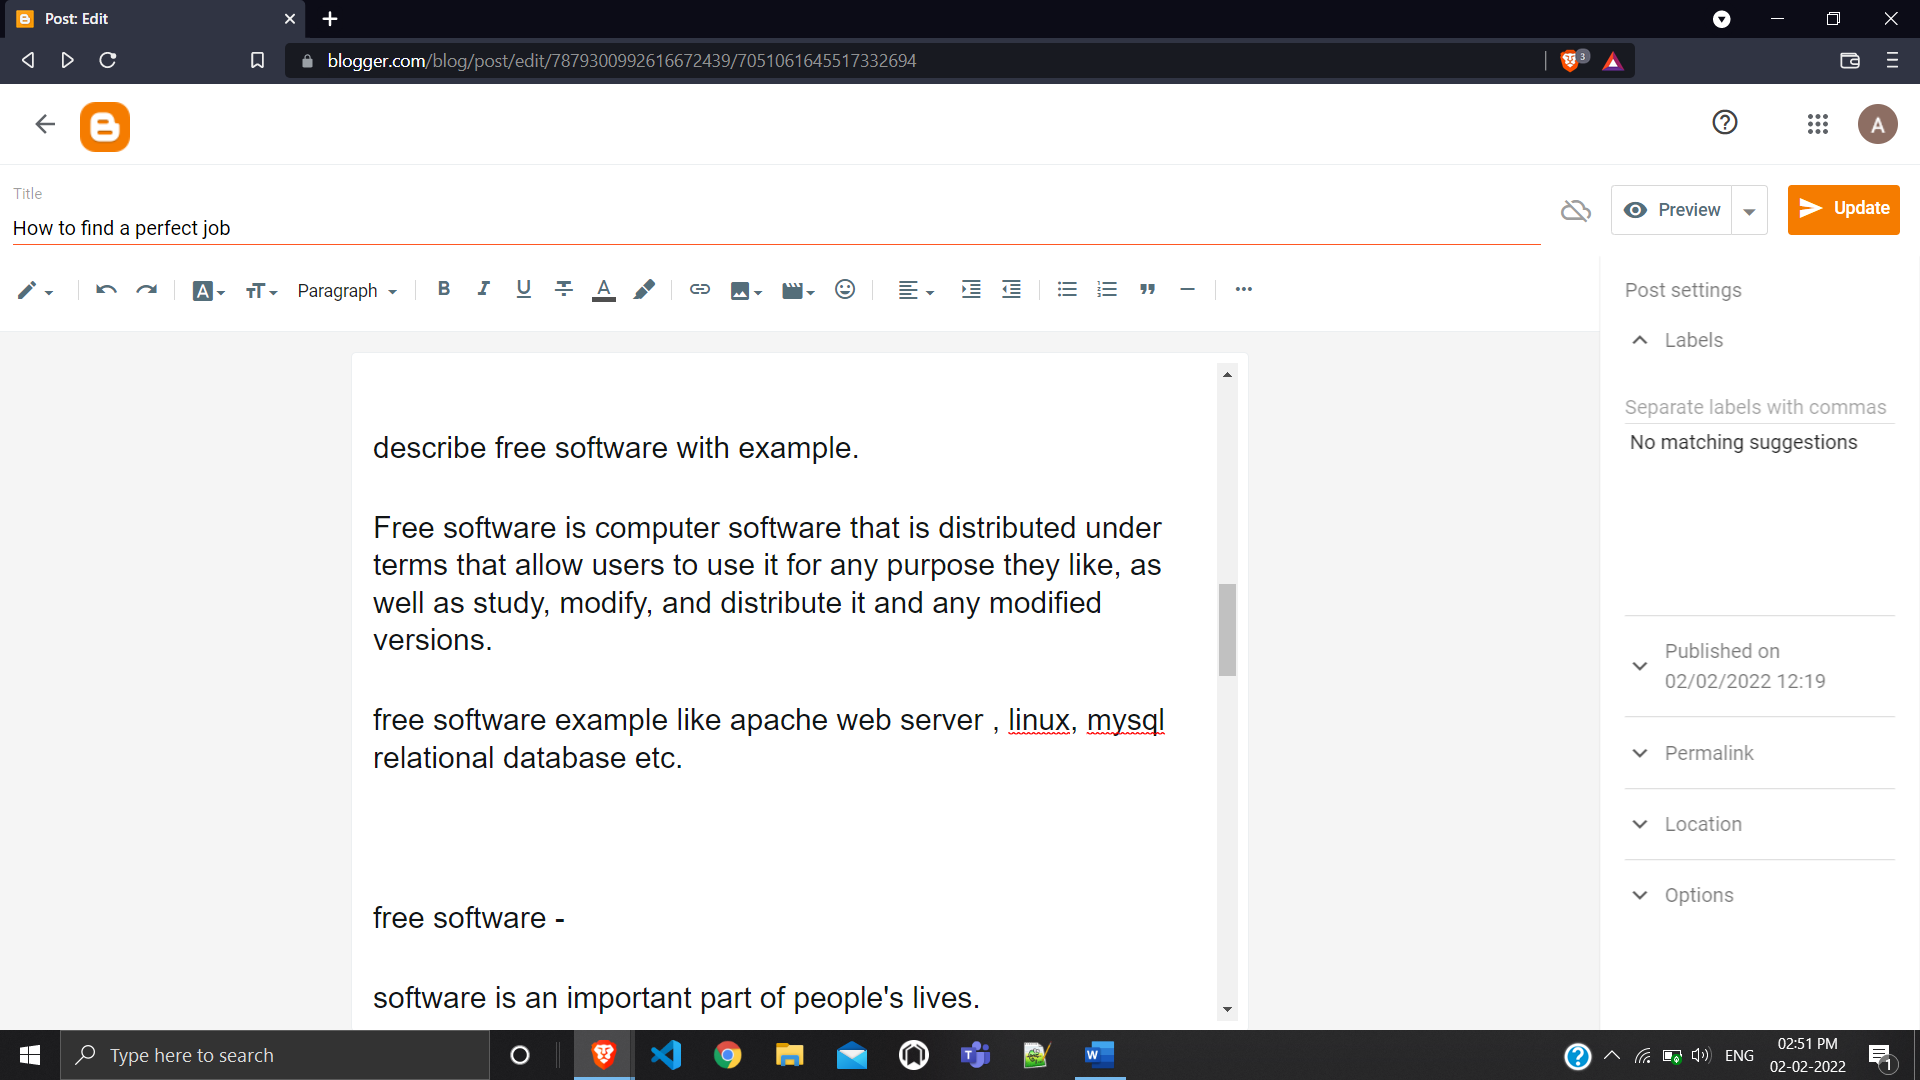 Post: Edit
blogger.com/blog/post/edit/7879300992616672439/7051061645517332694
3
A
Title
How to find a perfect job
Preview
Update
Paragraph
Post settings
Labels
Separate labels with commas
No matching suggestions
describe free software with example.
Free software is computer software that is distributed under
terms that allow users to use it for any purpose they like, as
well as study, modify, and distribute it and any modified
versions.
free software example like apache web server , linux, mysql
relational database etc.
free software -
software is an important part of people's lives.
Published on
02/02/2022 12:19
Permalink
Location
Options
Type here to search
ENG
02:51 PM
02-02-2022
1